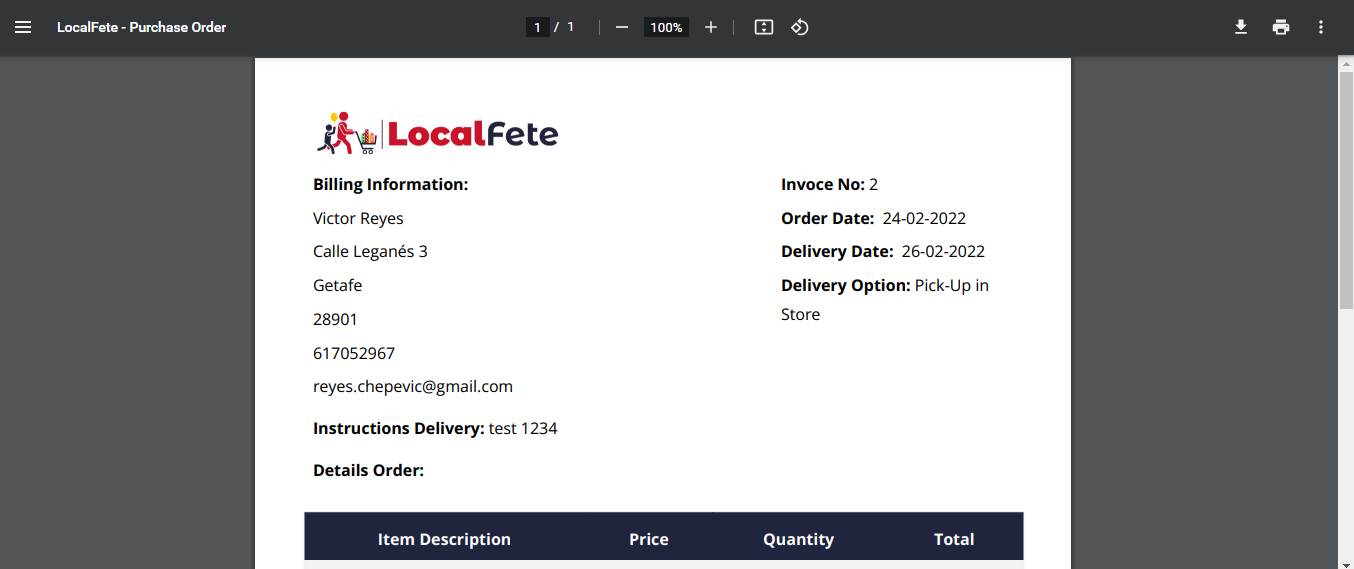 LocalFete - Purchase Order
1 / 1
100%
LocalFete
Billing Information:
Victor Reyes
Calle Leganés 3
Getafe
28901
617052967
reyes.chepevic@gmail.com
Instructions Delivery: test 1234
Details Order:
Invoce No: 2
Order Date: 24-02-2022
Delivery Date: 26-02-2022
Delivery Option: Pick-Up in
Store
Item Description Price Quantity Total